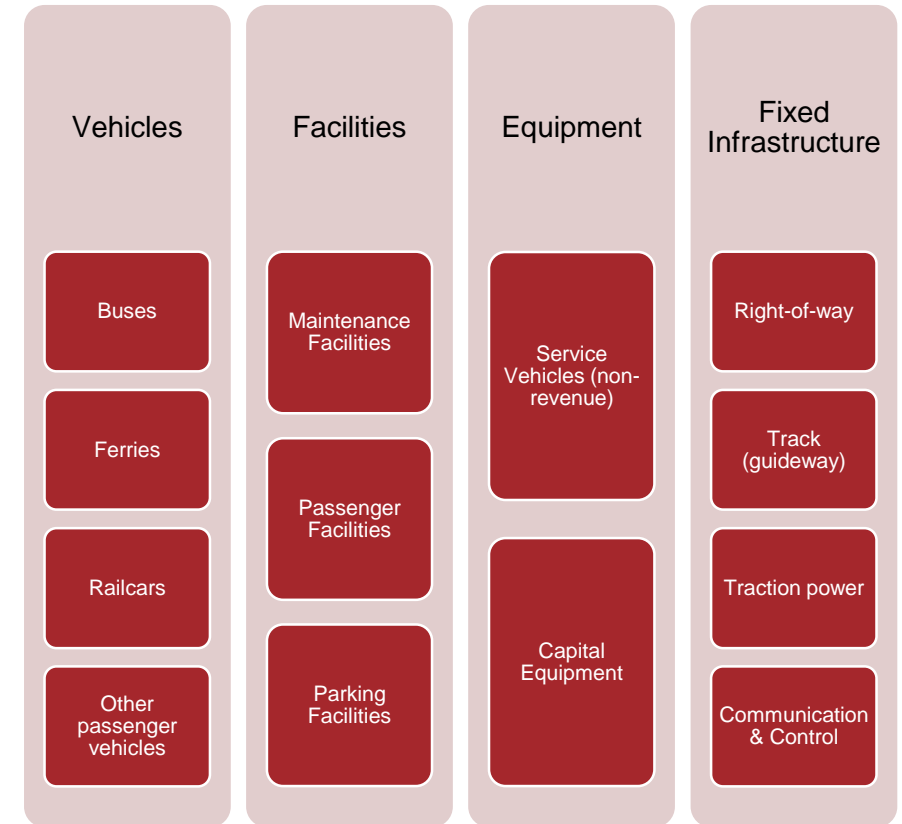 Vehicles
Buses
Ferries
Railcars
Other
passenger
vehicles
Facilities
Maintenance
Facilities
Passenger
Facilities
Parking
Facilities
Equipment
Service
Vehicles (non-
revenue)
Capital
Equipment
Fixed
Infrastructure
Right-of-way
Track
(guideway)
Traction power
Communication
& Control